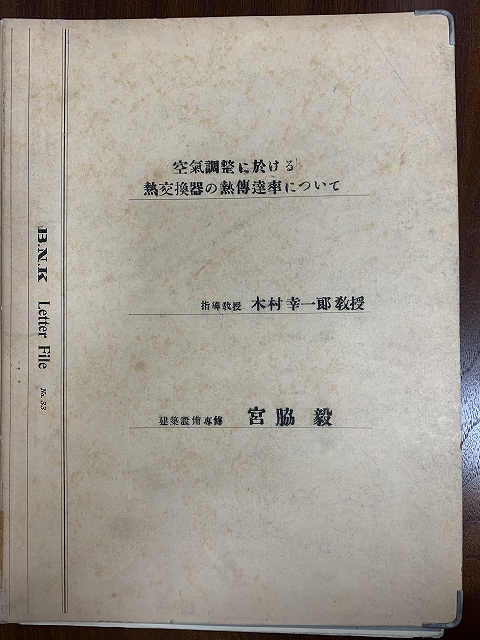 空氣調整に於ける
熱交換器の熱傳達率について
指導教授 木村幸一郎教授
建築設備專修 宮脇 毅
B.N.K Letter File No. 33